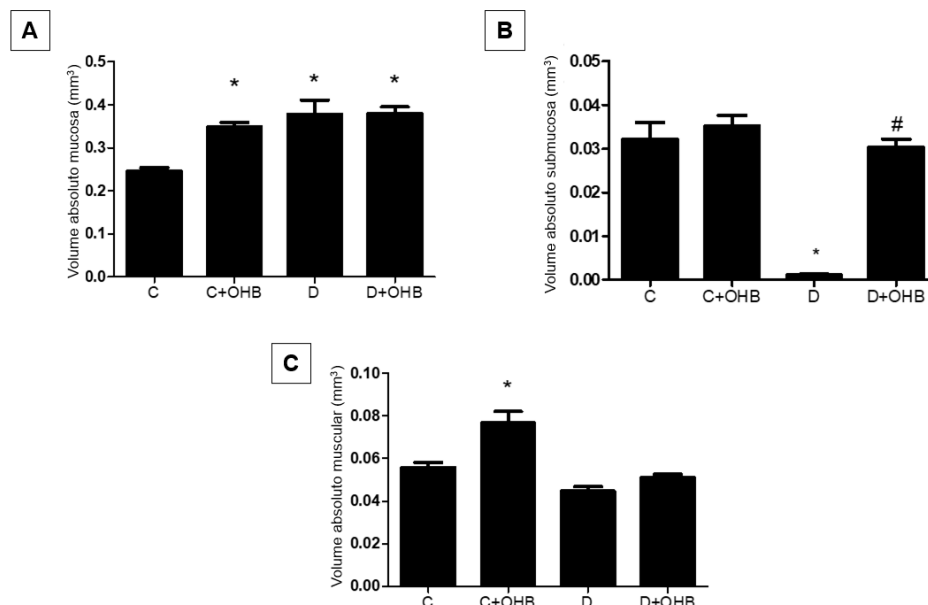 A
Volume absoluto mucosa (mm³)
0.5
0.4
0.3
0.2
0.1
0.0
*
*
*
C
C+OHB
D
D+OHB
B
Volume absoluto submucosa (mm³)
0.05
0.04
0.03
0.02
0.01
0.00
*
#
C
C+OHB
D
D+OHB
C
Volume absoluto muscular (mm³)
0.10
0.08
0.06
0.04
0.02
0.00
*
C
C+OHB
D
D+OHB